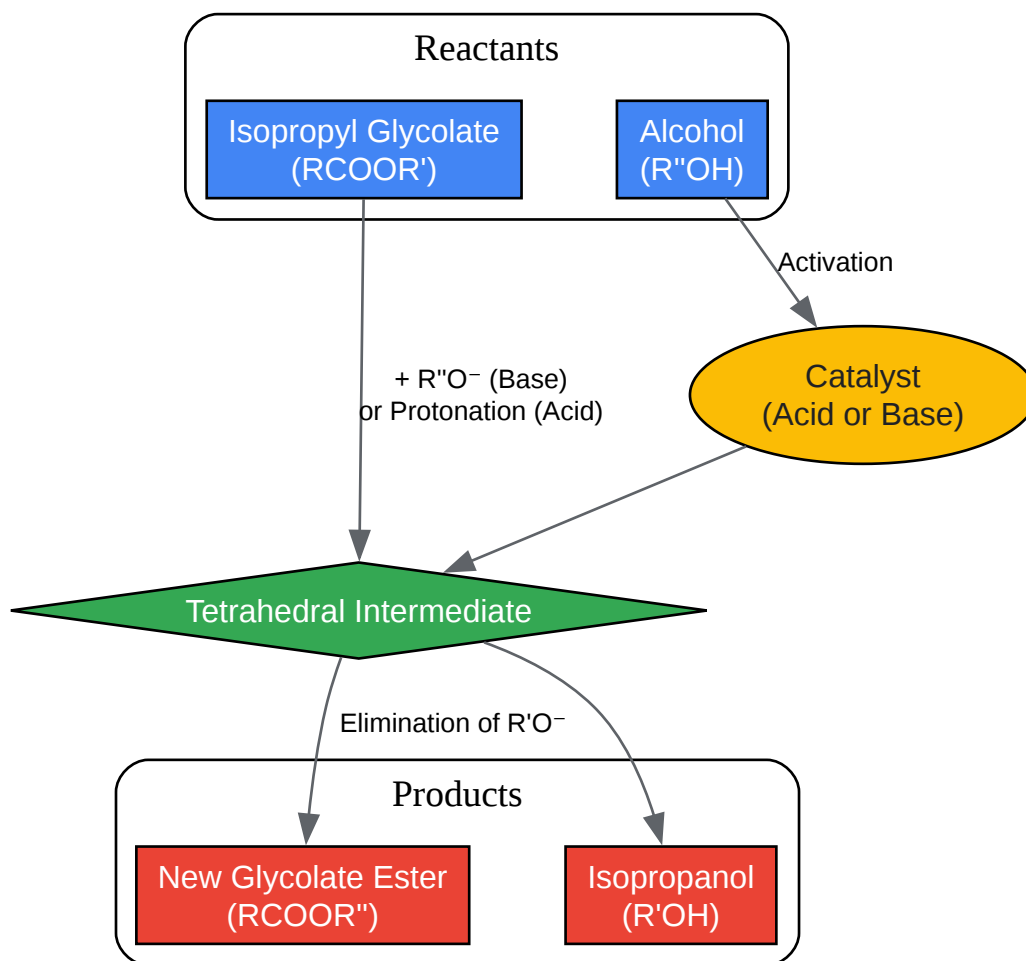 Reactants
Isopropyl Glycolate
(RCOOR')
Alcohol
(R''OH)
Activation
+ R''O⁻ (Base)
or Protonation (Acid)
Catalyst
(Acid or Base)
Tetrahedral Intermediate
Elimination of R'O⁻
Products
New Glycolate Ester
(RCOOR'')
Isopropanol
(R'OH)